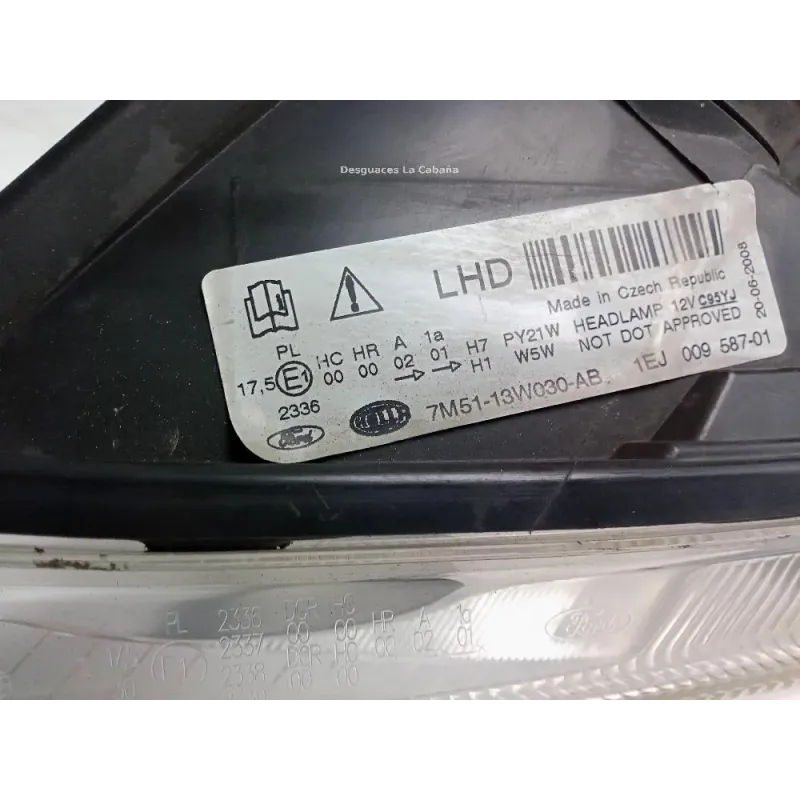 Desguaces La Cabaña
LHD
Made in Czech Republic
PL HC HR A 1a H7 PY21W HEADLAMP 12V C95YJ
17,5 E1 00 00 02 01 H1 W5W NOT DOT APPROVED 20-06-2008
2336
Ford 7M51-13W030-AB 1EJ 009 587-01
PL 2336 DCR HC HR A 1a
2337 00 00 00 02 01
2338 DCR HC 02
00 00
Ford